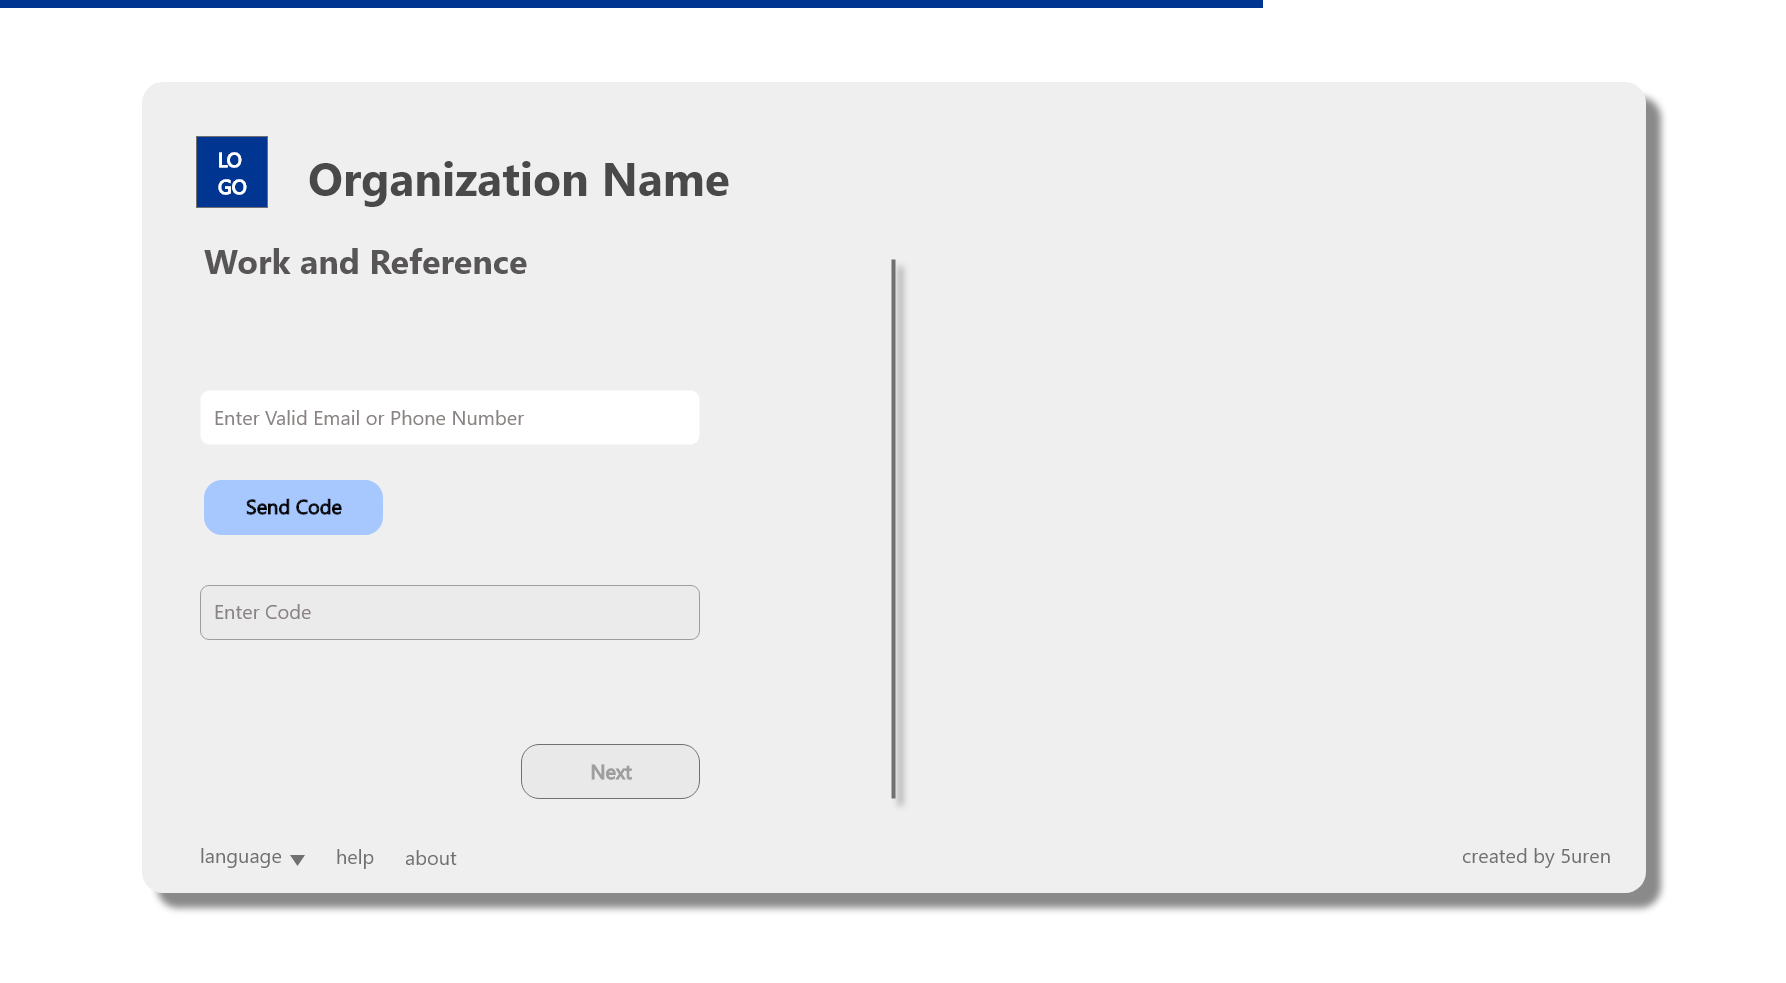 LO
GO
Organization Name
Work and Reference
Enter Valid Email or Phone Number
Send Code
Enter Code
Next
language
help
about
created by 5uren